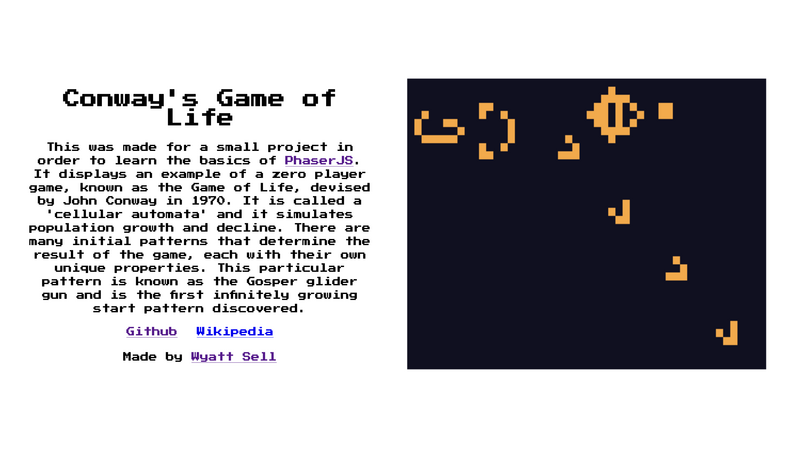 Conway's Game of
Life
This was made for a small project in
order to learn the basics of PhaserJS.
It displays an example of a zero player
game, known as the Game of Life, devised
by John Conway in 1970. It is called a
'cellular automata' and it simulates
population growth and decline. There are
many initial patterns that determine the
result of the game, each with their own
unique properties. This particular
pattern is known as the Gosper glider
gun and is the first infinitely growing
start pattern discovered.
Github Wikipedia
Made by Wyatt Sell